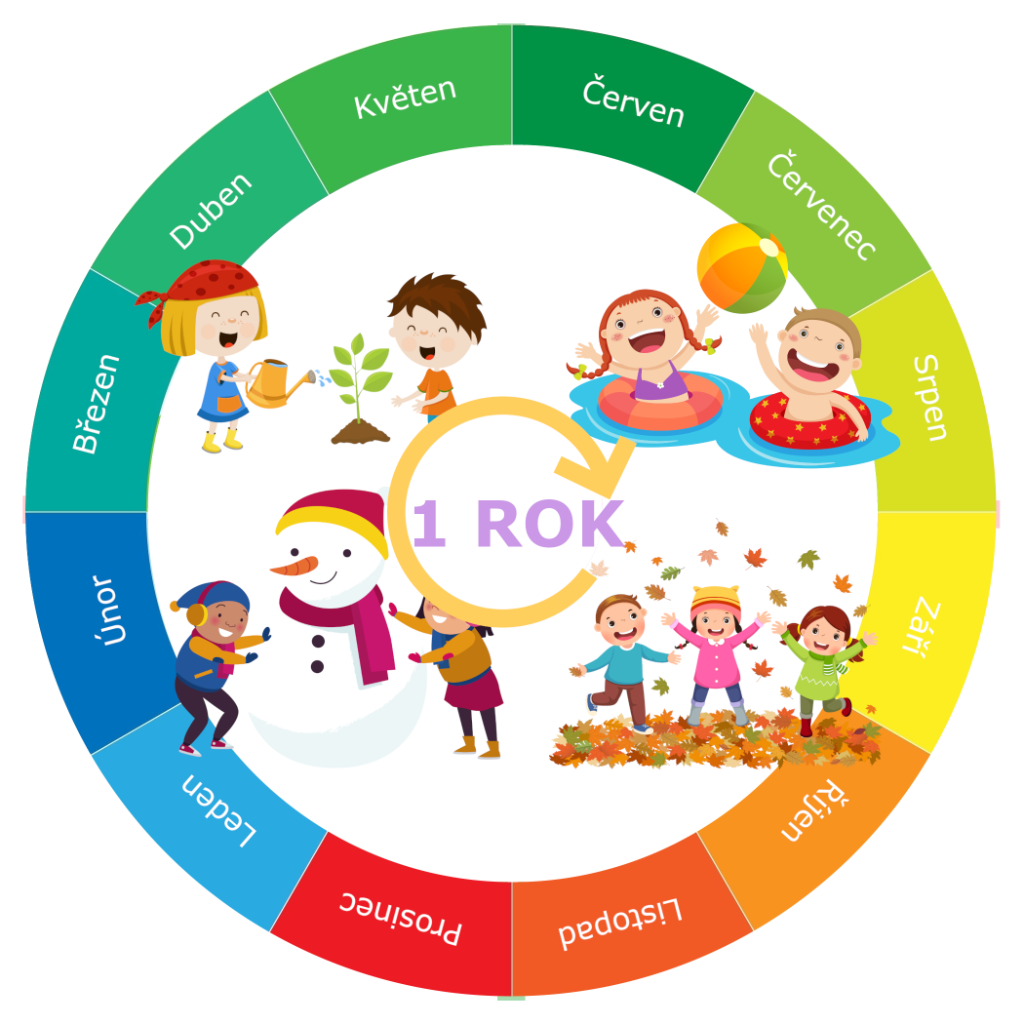 Květen
Červen
Červenec
Srpen
Září
Říjen
Listopad
Prosinec
Leden
Únor
Březen
Duben
1 ROK